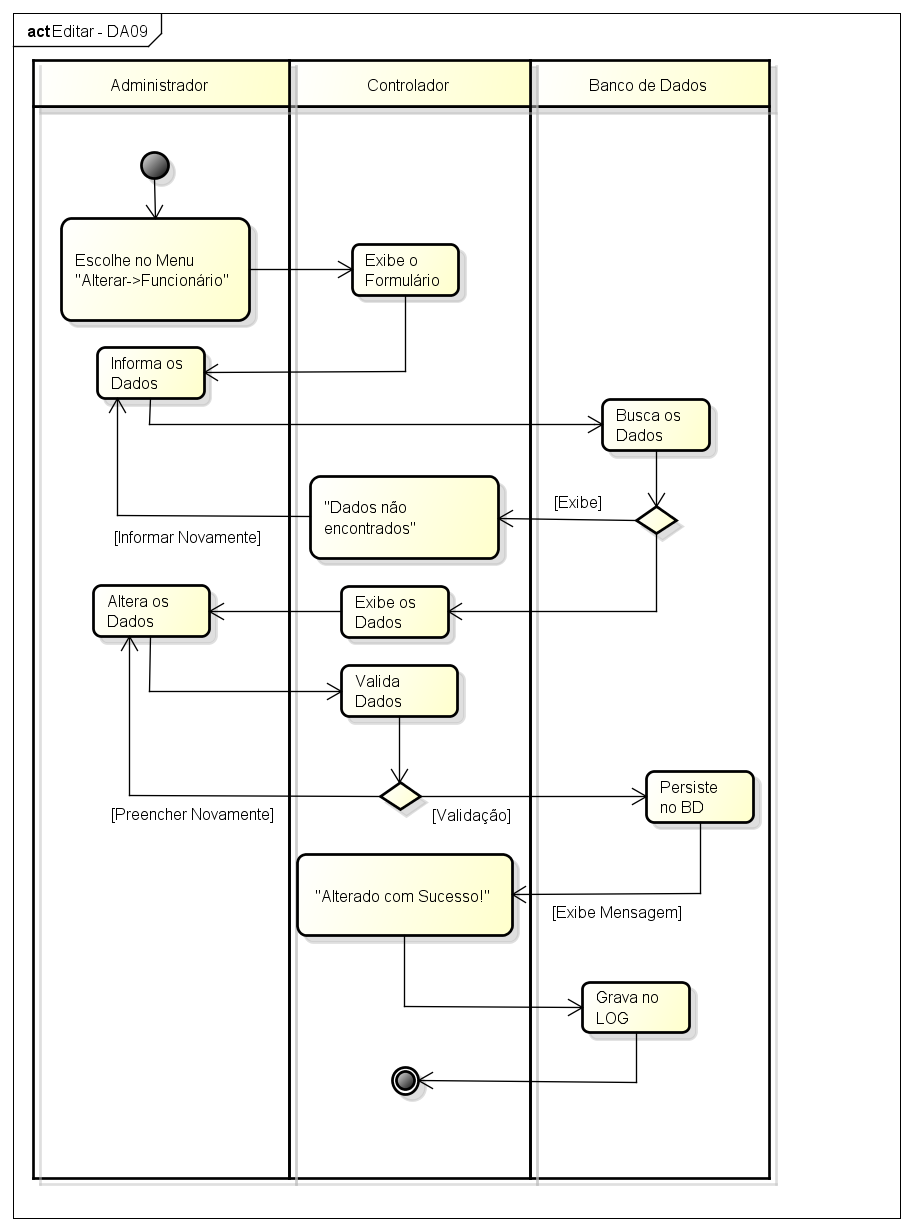 act Editar - DA09
Administrador
Controlador
Banco de Dados
Escolhe no Menu
"Alterar->Funcionário"
Exibe o
Formulário
Informa os
Dados
Busca os
Dados
[Exibe]
"Dados não
encontrados"
[Informar Novamente]
Altera os
Dados
Exibe os
Dados
Valida
Dados
Persiste
no BD
[Preencher Novamente]
[Validação]
"Alterado com Sucesso!"
[Exibe Mensagem]
Grava no
LOG